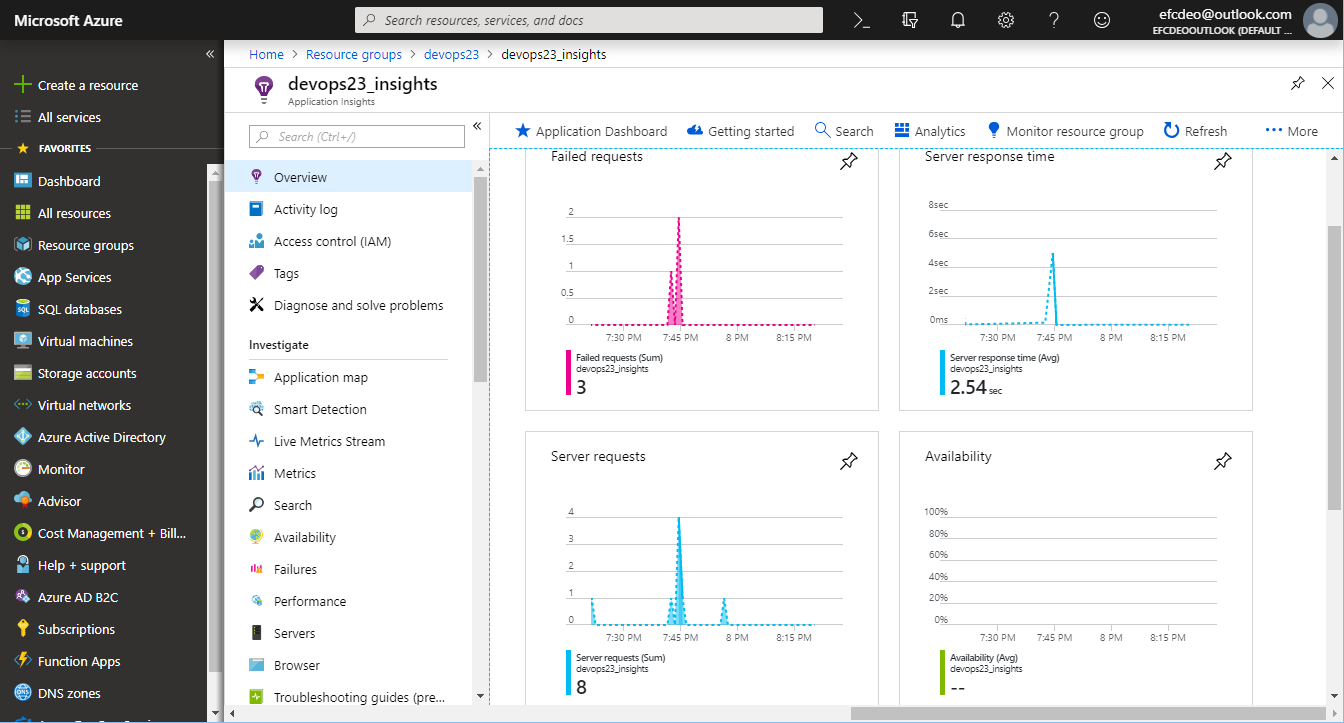 Microsoft Azure
Search resources, services, and docs
efcdeo@outlook.com
EFCDEOOUTLOOK (DEFAULT ...
Create a resource
All services
FAVORITES
Dashboard
All resources
Resource groups
App Services
SQL databases
Virtual machines
Storage accounts
Virtual networks
Azure Active Directory
Monitor
Advisor
Cost Management + Bill...
Help + support
Azure AD B2C
Subscriptions
Function Apps
DNS zones
Home > Resource groups > devops23 > devops23_insights
devops23_insights
Application Insights
Search (Ctrl+/)
Overview
Activity log
Access control (IAM)
Tags
Diagnose and solve problems
Investigate
Application map
Smart Detection
Live Metrics Stream
Metrics
Search
Availability
Failures
Performance
Servers
Browser
Troubleshooting guides (pre...
Application Dashboard Getting started Search Analytics Monitor resource group Refresh More
Failed requests
2
1.5
1
0.5
0
7:30 PM 7:45 PM 8 PM 8:15 PM
Failed requests (Sum)
devops23_insights
3
Server response time
8sec
6sec
4sec
2sec
0ms
7:30 PM 7:45 PM 8 PM 8:15 PM
Server response time (Avg)
devops23_insights
2.54 sec
Server requests
4
3
2
1
0
7:30 PM 7:45 PM 8 PM 8:15 PM
Server requests (Sum)
devops23_insights
8
Availability
100%
80%
60%
40%
20%
0%
7:30 PM 7:45 PM 8 PM 8:15 PM
Availability (Avg)
devops23_insights
--